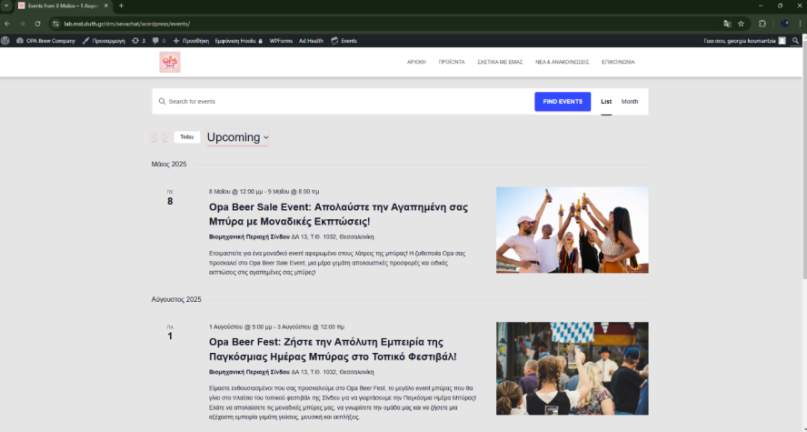 Events from 8 Μαΐου – 1 Αυγο
lab.mst.duth.gr/dm/sevachat/wordpress/events/
OPA Brew Company Προσαρμογή 3 0 Προσθήκη Εμφάνιση Hooks WPForms Ad Health Events Γεια σου, georgia koumantzia
ΑΡΧΙΚΗ ΠΡΟΪΟΝΤΑ ΣΧΕΤΙΚΑ ΜΕ ΕΜΑΣ ΝΕΑ & ΑΝΑΚΟΙΝΩΣΕΙΣ ΕΠΙΚΟΙΝΩΝΙΑ
Search for events FIND EVENTS List Month
Today Upcoming
Μάιος 2025
ΠΕ
8
8 Μαΐου @ 12:00 μμ - 9 Μαΐου @ 8:00 πμ
Opa Beer Sale Event: Απολαύστε την Αγαπημένη σας
Μπύρα με Μοναδικές Εκπτώσεις!
Βιομηχανική Περιοχή Σίνδου ΔΑ 13, Τ.Θ. 1032, Θεσσαλονίκη
Ετοιμαστείτε για ένα μοναδικό event αφιερωμένο στους λάτρεις της μπύρας! Η ζυθοποιία Opa σας
προσκαλεί στο Opa Beer Sale Event, μια μέρα γεμάτη απολαυστικές προσφορές και ειδικές
εκπτώσεις στις αγαπημένες σας μπύρες!
Αύγουστος 2025
ΠΑ
1
1 Αυγούστου @ 5:00 μμ - 3 Αυγούστου @ 12:00 πμ
Opa Beer Fest: Ζήστε την Απόλυτη Εμπειρία της
Παγκόσμιας Ημέρας Μπύρας στο Τοπικό Φεστιβάλ!
Βιομηχανική Περιοχή Σίνδου ΔΑ 13, Τ.Θ. 1032, Θεσσαλονίκη
Είμαστε ενθουσιασμένοι που σας προσκαλούμε στο Opa Beer Fest, το μεγάλο event μπύρας που θα
γίνει στο πλαίσιο του τοπικού φεστιβάλ της Σίνδου για να γιορτάσουμε την Παγκόσμια Ημέρα Μπύρας!
Ελάτε να απολαύσετε τις μοναδικές μπύρες μας, να γνωρίσετε την ομάδα μας και να ζήσετε μια
αξέχαστη εμπειρία γεμάτη γεύσεις, μουσική και εκπλήξεις.